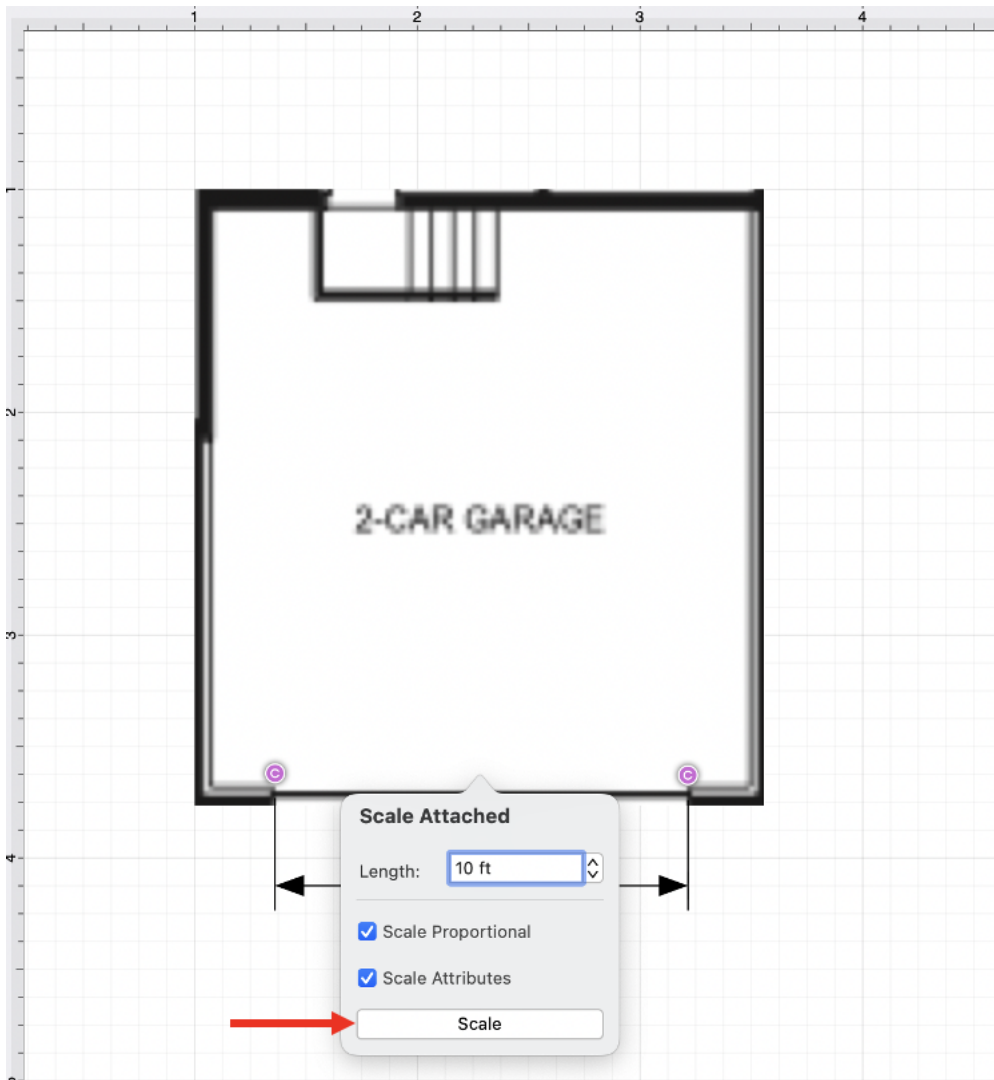 1 2 3 4
1
2
3
4
2-CAR GARAGE
C C
Scale Attached
Length: 10 ft
Scale Proportional
Scale Attributes
Scale